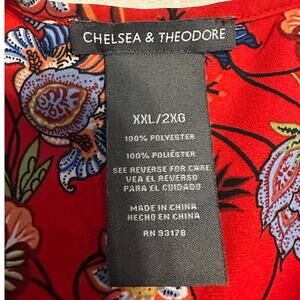 CHELSEA & THEODORE
XXL/2XG
100% POLYESTER
100% POLIÉSTER
SEE REVERSE FOR CARE
VEA EL REVERSO
PARA EL CUIDADO
MADE IN CHINA
HECHO EN CHINA
RN 93178